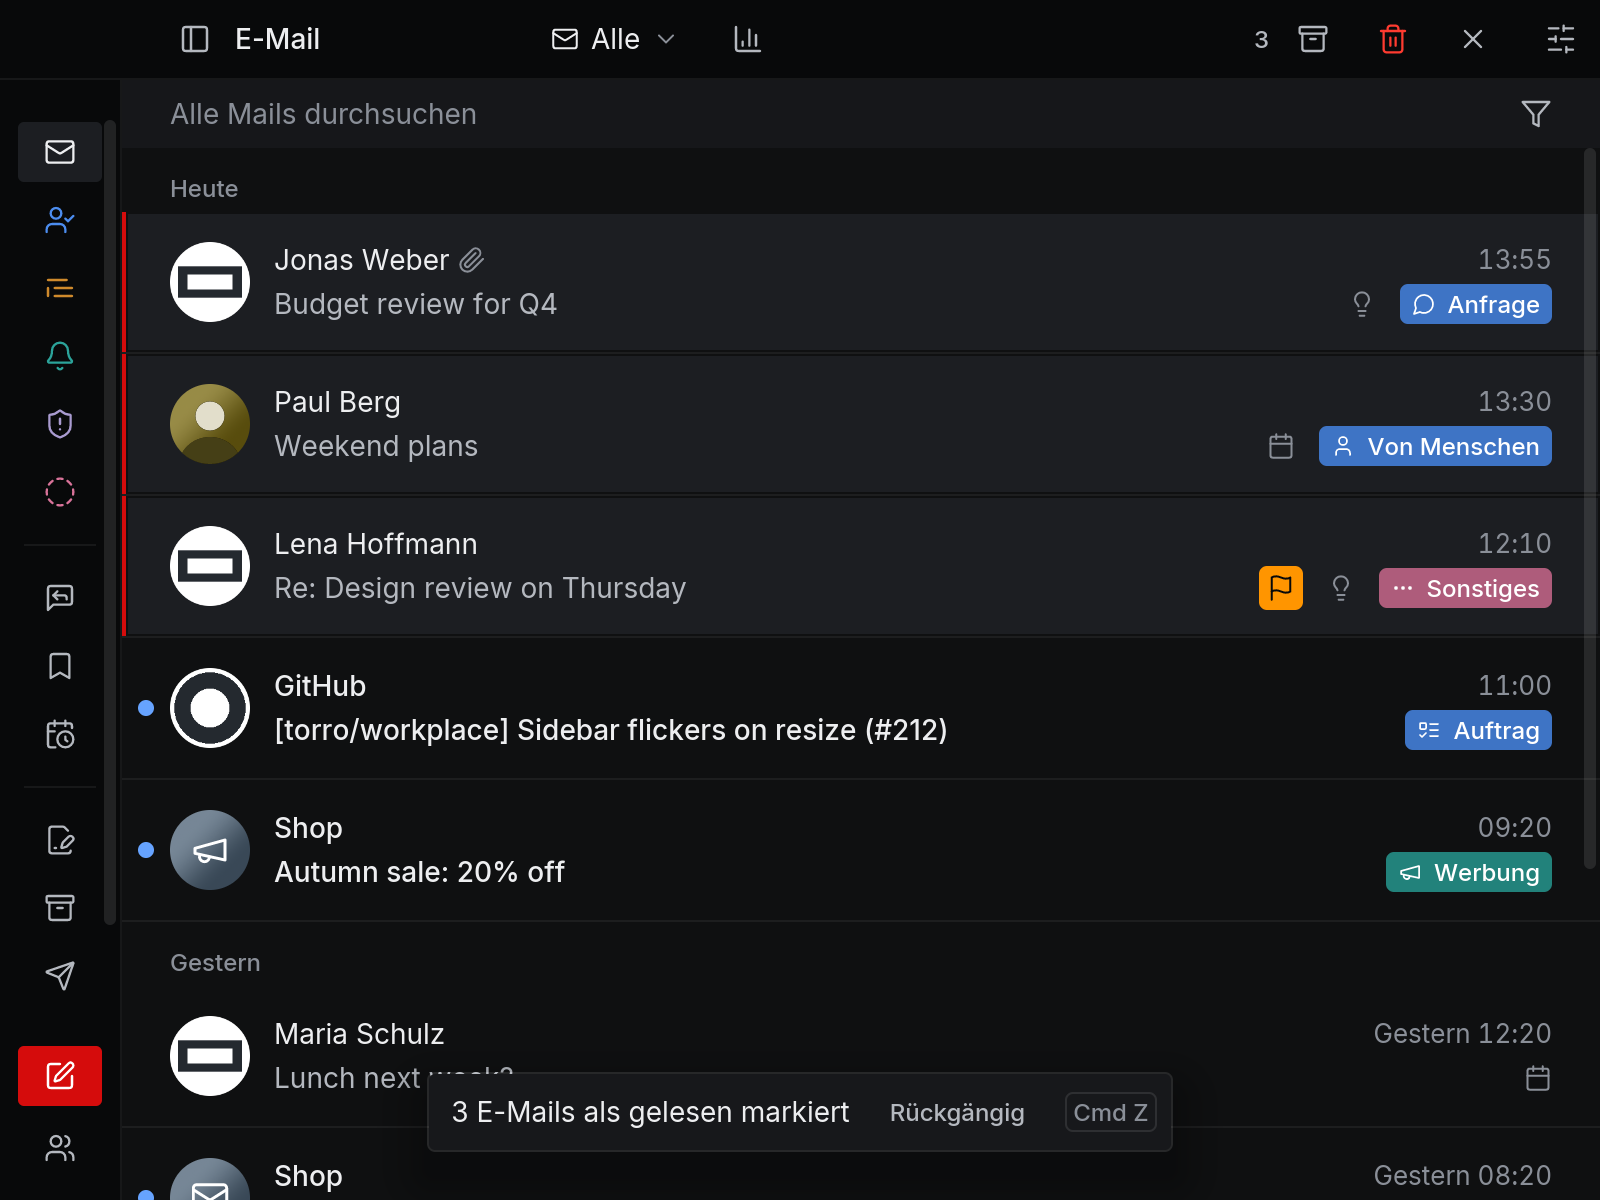 E-Mail
Alle
3
Alle Mails durchsuchen
Heute
Jonas Weber
13:55
Budget review for Q4
Anfrage
Paul Berg
13:30
Weekend plans
Von Menschen
Lena Hoffmann
12:10
Re: Design review on Thursday
Sonstiges
GitHub
11:00
[torro/workplace] Sidebar flickers on resize (#212)
Auftrag
Shop
09:20
Autumn sale: 20% off
Werbung
Gestern
Maria Schulz
Gestern 12:20
Lunch next week?
3 E-Mails als gelesen markiert
Rückgängig
Cmd Z
Shop
Gestern 08:20